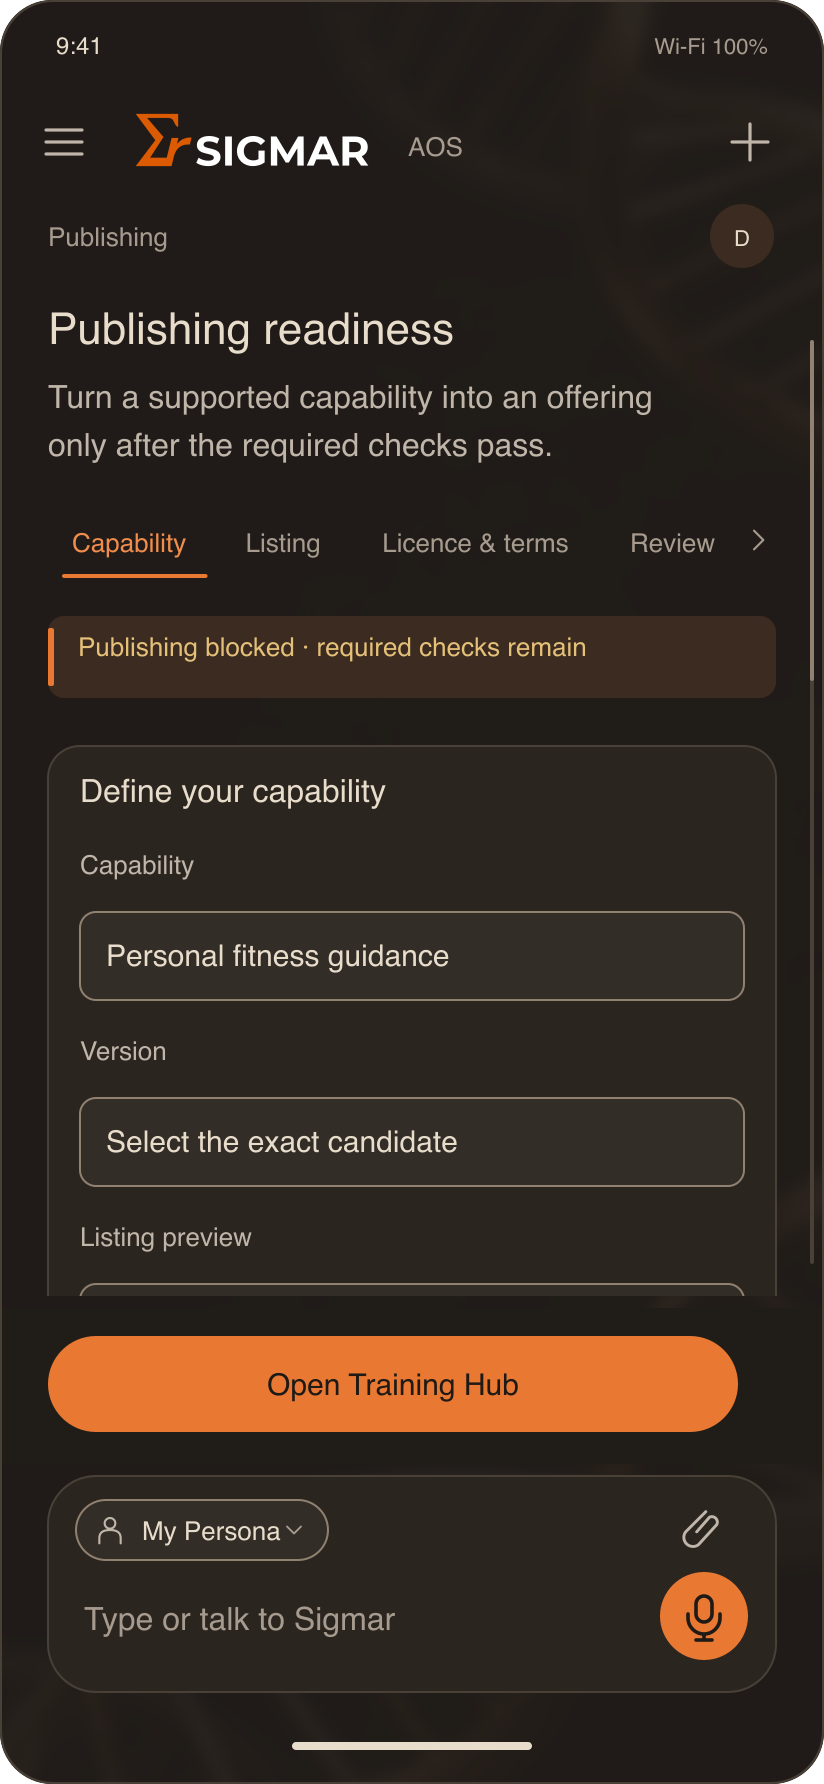 9:41
Wi-Fi 100%
Σr SIGMAR AOS
Publishing
D
Publishing readiness
Turn a supported capability into an offering
only after the required checks pass.
Capability Listing Licence & terms Review
Publishing blocked · required checks remain
Define your capability
Capability
Personal fitness guidance
Version
Select the exact candidate
Listing preview
Open Training Hub
My Persona
Type or talk to Sigmar